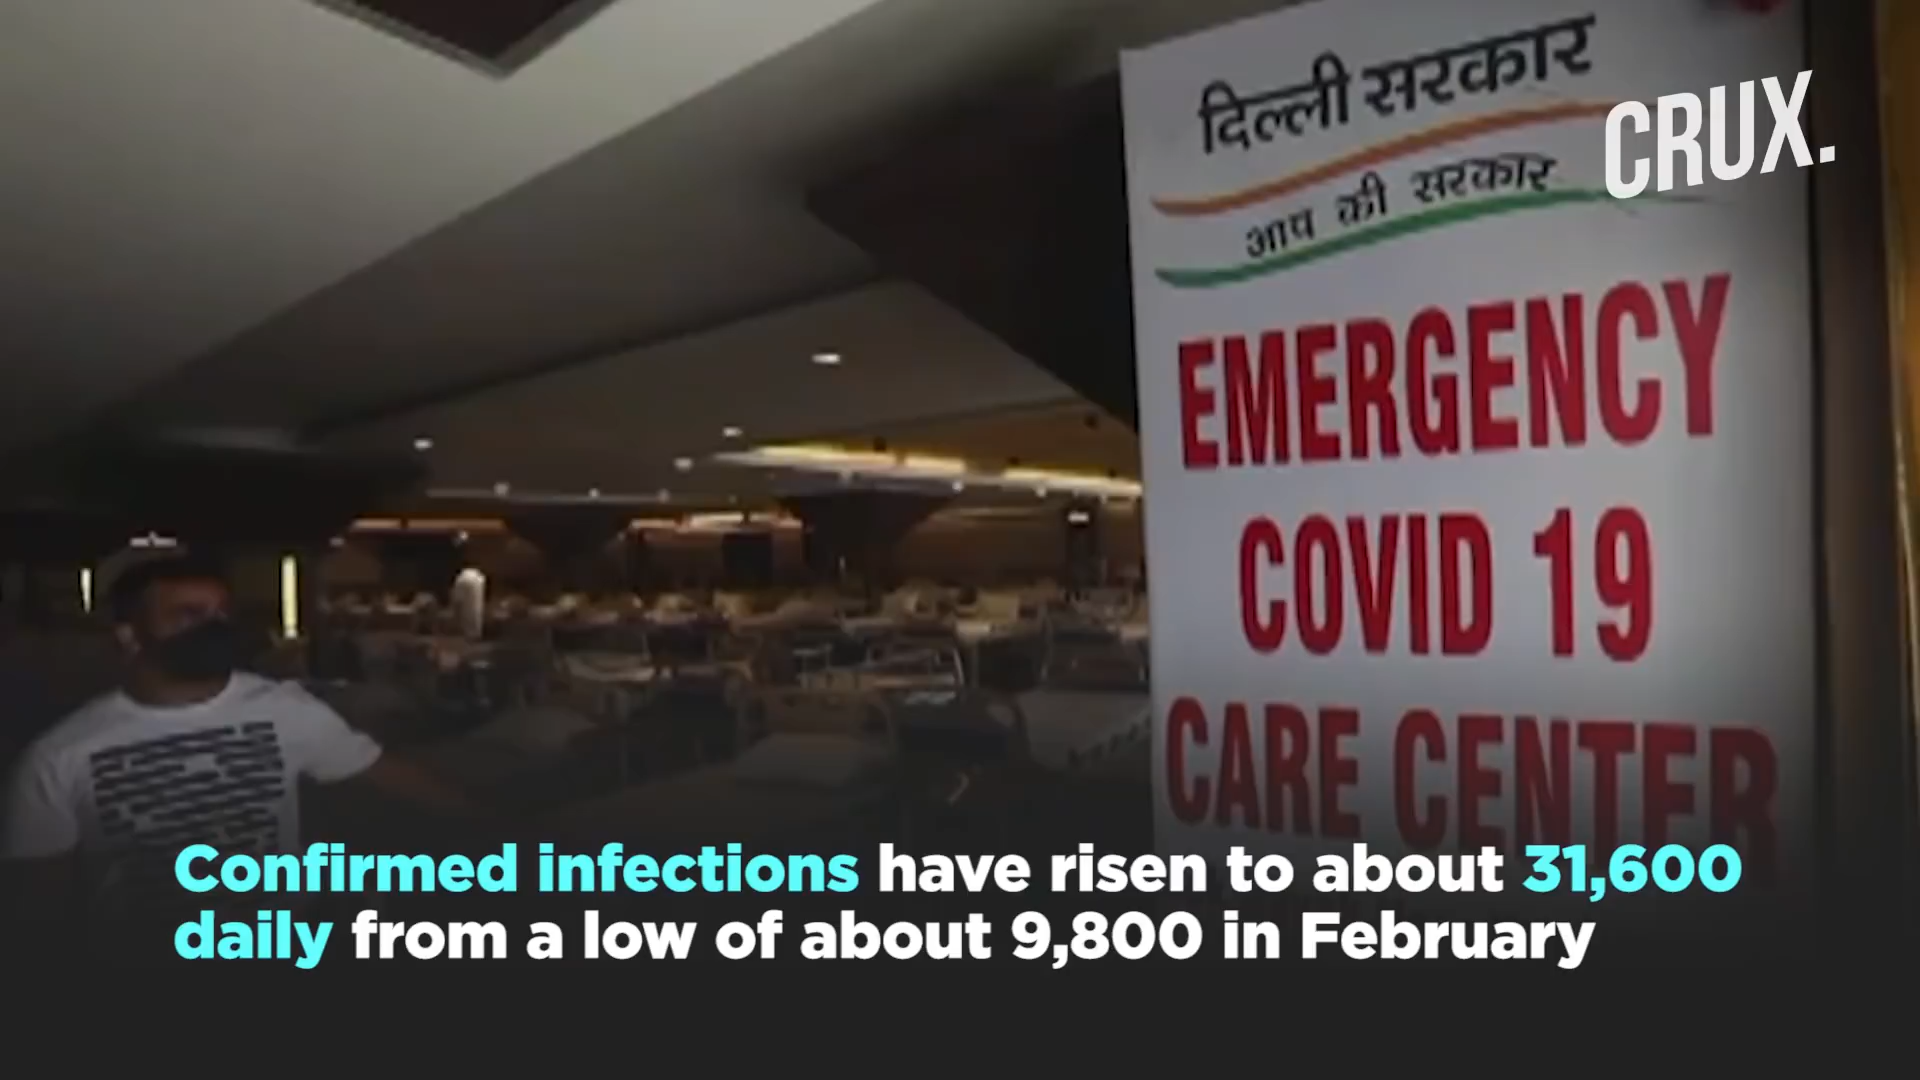 दिल्ली सरकार
CRUX.
आप की सरकार
EMERGENCY
COVID 19
CARE CENTER
Confirmed infections have risen to about 31,600
daily from a low of about 9,800 in February